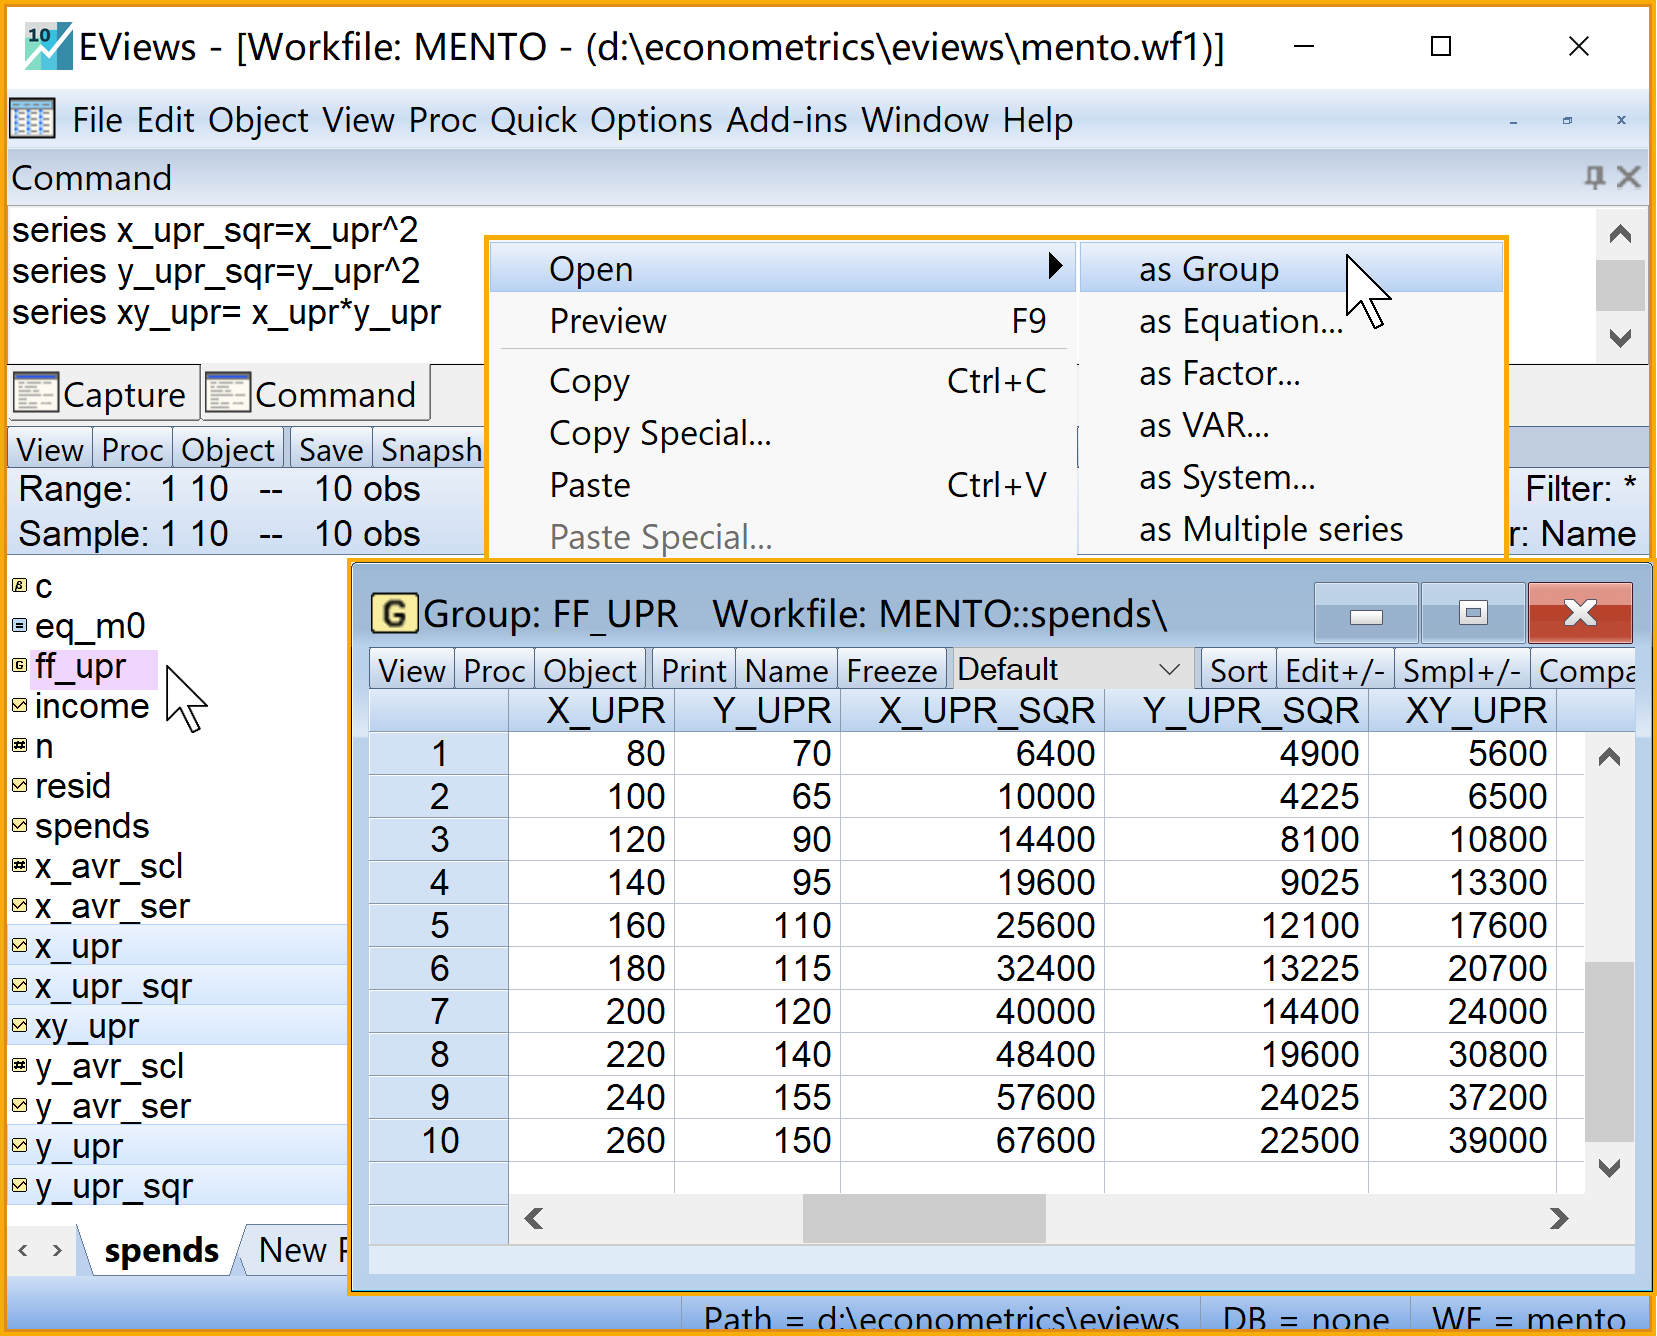 10 EViews - [Workfile: MENTO - (d:\econometrics\eviews\mento.wf1)]
File Edit Object View Proc Quick Options Add-ins Window Help
Command
series x_upr_sqr=x_upr^2
series y_upr_sqr=y_upr^2
series xy_upr= x_upr*y_upr
Open as Group
Preview F9 as Equation...
Copy Ctrl+C as Factor...
Copy Special... as VAR...
Paste Ctrl+V as System...
Paste Special... as Multiple series
Capture Command
View Proc Object Save Snapsh
Range: 1 10 -- 10 obs Filter: *
Sample: 1 10 -- 10 obs r: Name
β c
= eq_m0
G ff_upr
income
# n
resid
spends
# x_avr_scl
x_avr_ser
x_upr
x_upr_sqr
xy_upr
# y_avr_scl
y_avr_ser
y_upr
y_upr_sqr
spends New P
G Group: FF_UPR Workfile: MENTO::spends\
View Proc Object Print Name Freeze Default Sort Edit+/- Smpl+/- Compa
X_UPR Y_UPR X_UPR_SQR Y_UPR_SQR XY_UPR
1 80 70 6400 4900 5600
2 100 65 10000 4225 6500
3 120 90 14400 8100 10800
4 140 95 19600 9025 13300
5 160 110 25600 12100 17600
6 180 115 32400 13225 20700
7 200 120 40000 14400 24000
8 220 140 48400 19600 30800
9 240 155 57600 24025 37200
10 260 150 67600 22500 39000
Path = d:\econometrics\eviews DB = none WF = mento